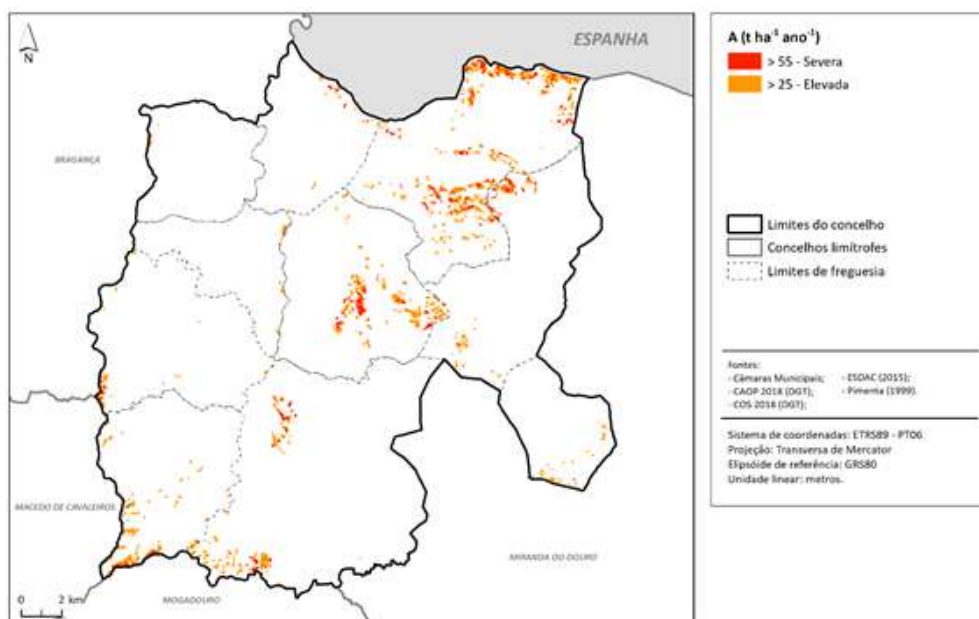 N
ESPANHA
BRAGANÇA
MACEDO DE CAVALEIROS
MIRANDA DO DOURO
MOGADOURO
0 2 km
A (t ha⁻¹ ano⁻¹)
> 55 - Severa
> 25 - Elevada
Limites do concelho
Concelhos limítrofes
Limites de freguesia
Fontes:
- Câmaras Municipais; - ESDAC (2015);
- CAOP 2018 (DGT); - Pimenta (1999).
- COS 2018 (DGT);
Sistema de coordenadas: ETRS89 - PT06
Projeção: Transversa de Mercator
Elipsóide de referência: GRS80
Unidade linear: metros.